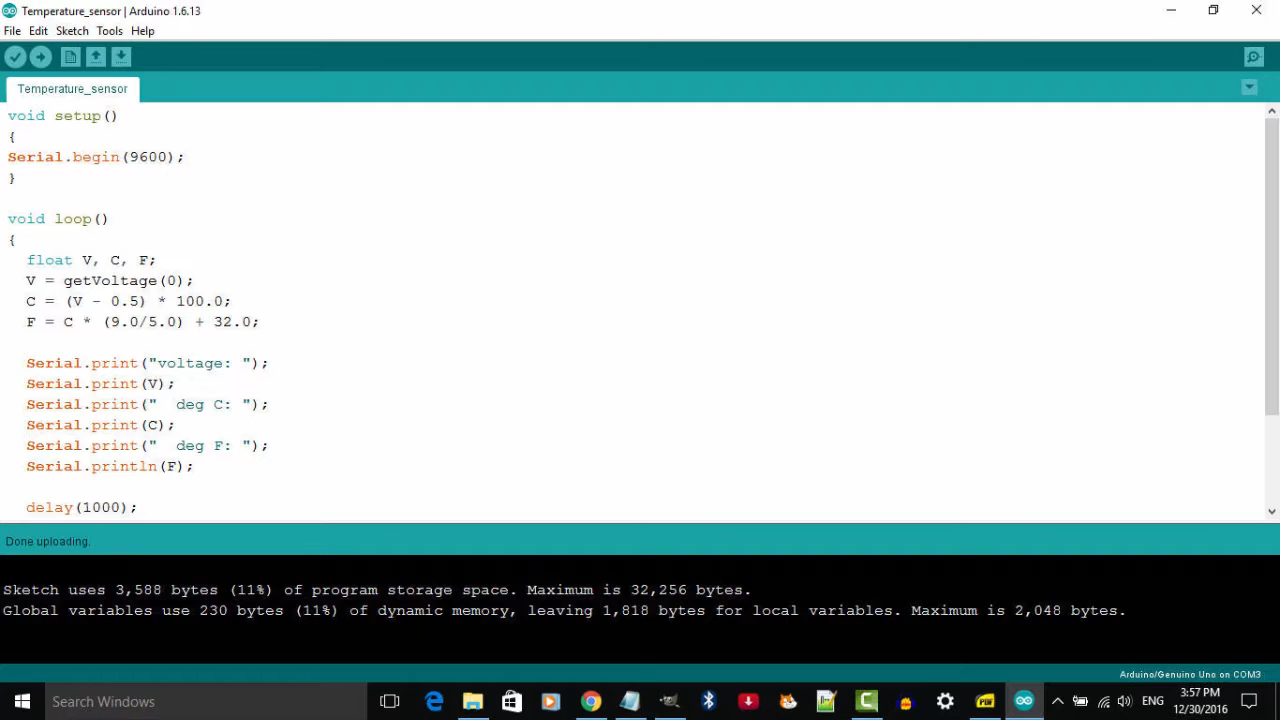 Temperature_sensor | Arduino 1.6.13
File Edit Sketch Tools Help
Temperature_sensor
void setup()
{
Serial.begin(9600);
}
void loop()
{
float V, C, F;
V = getVoltage(0);
C = (V - 0.5) * 100.0;
F = C * (9.0/5.0) + 32.0;
Serial.print("voltage: ");
Serial.print(V);
Serial.print("  deg C: ");
Serial.print(C);
Serial.print("  deg F: ");
Serial.println(F);
delay(1000);
Done uploading.
Sketch uses 3,588 bytes (11%) of program storage space. Maximum is 32,256 bytes.
Global variables use 230 bytes (11%) of dynamic memory, leaving 1,818 bytes for local variables. Maximum is 2,048 bytes.
Arduino/Genuino Uno on COM3
Search Windows
ENG
3:57 PM
12/30/2016